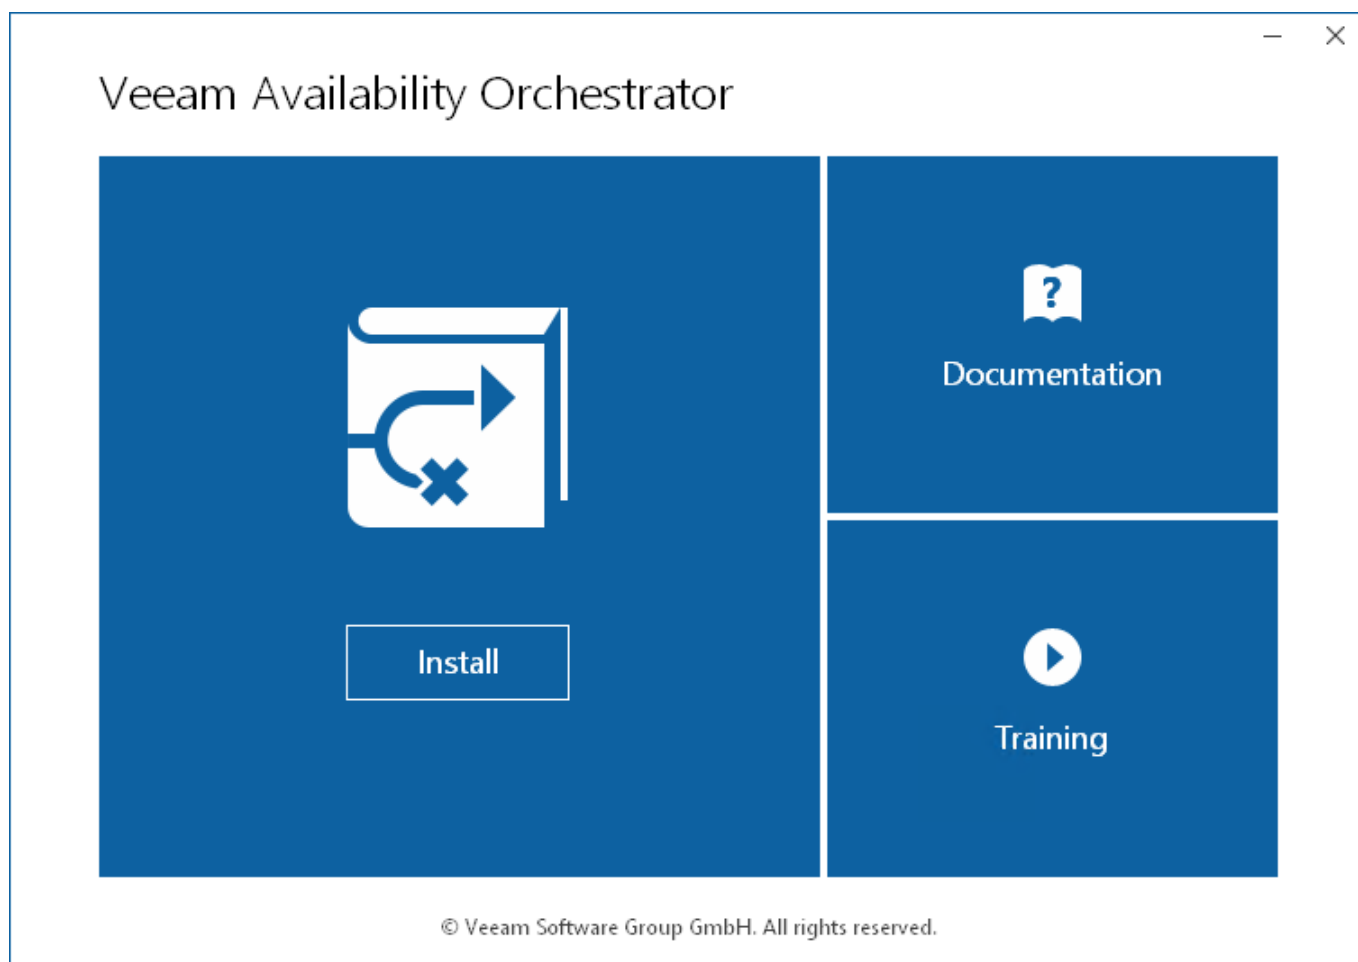 Veeam Availability Orchestrator
Install
?
Documentation
Training
© Veeam Software Group GmbH. All rights reserved.